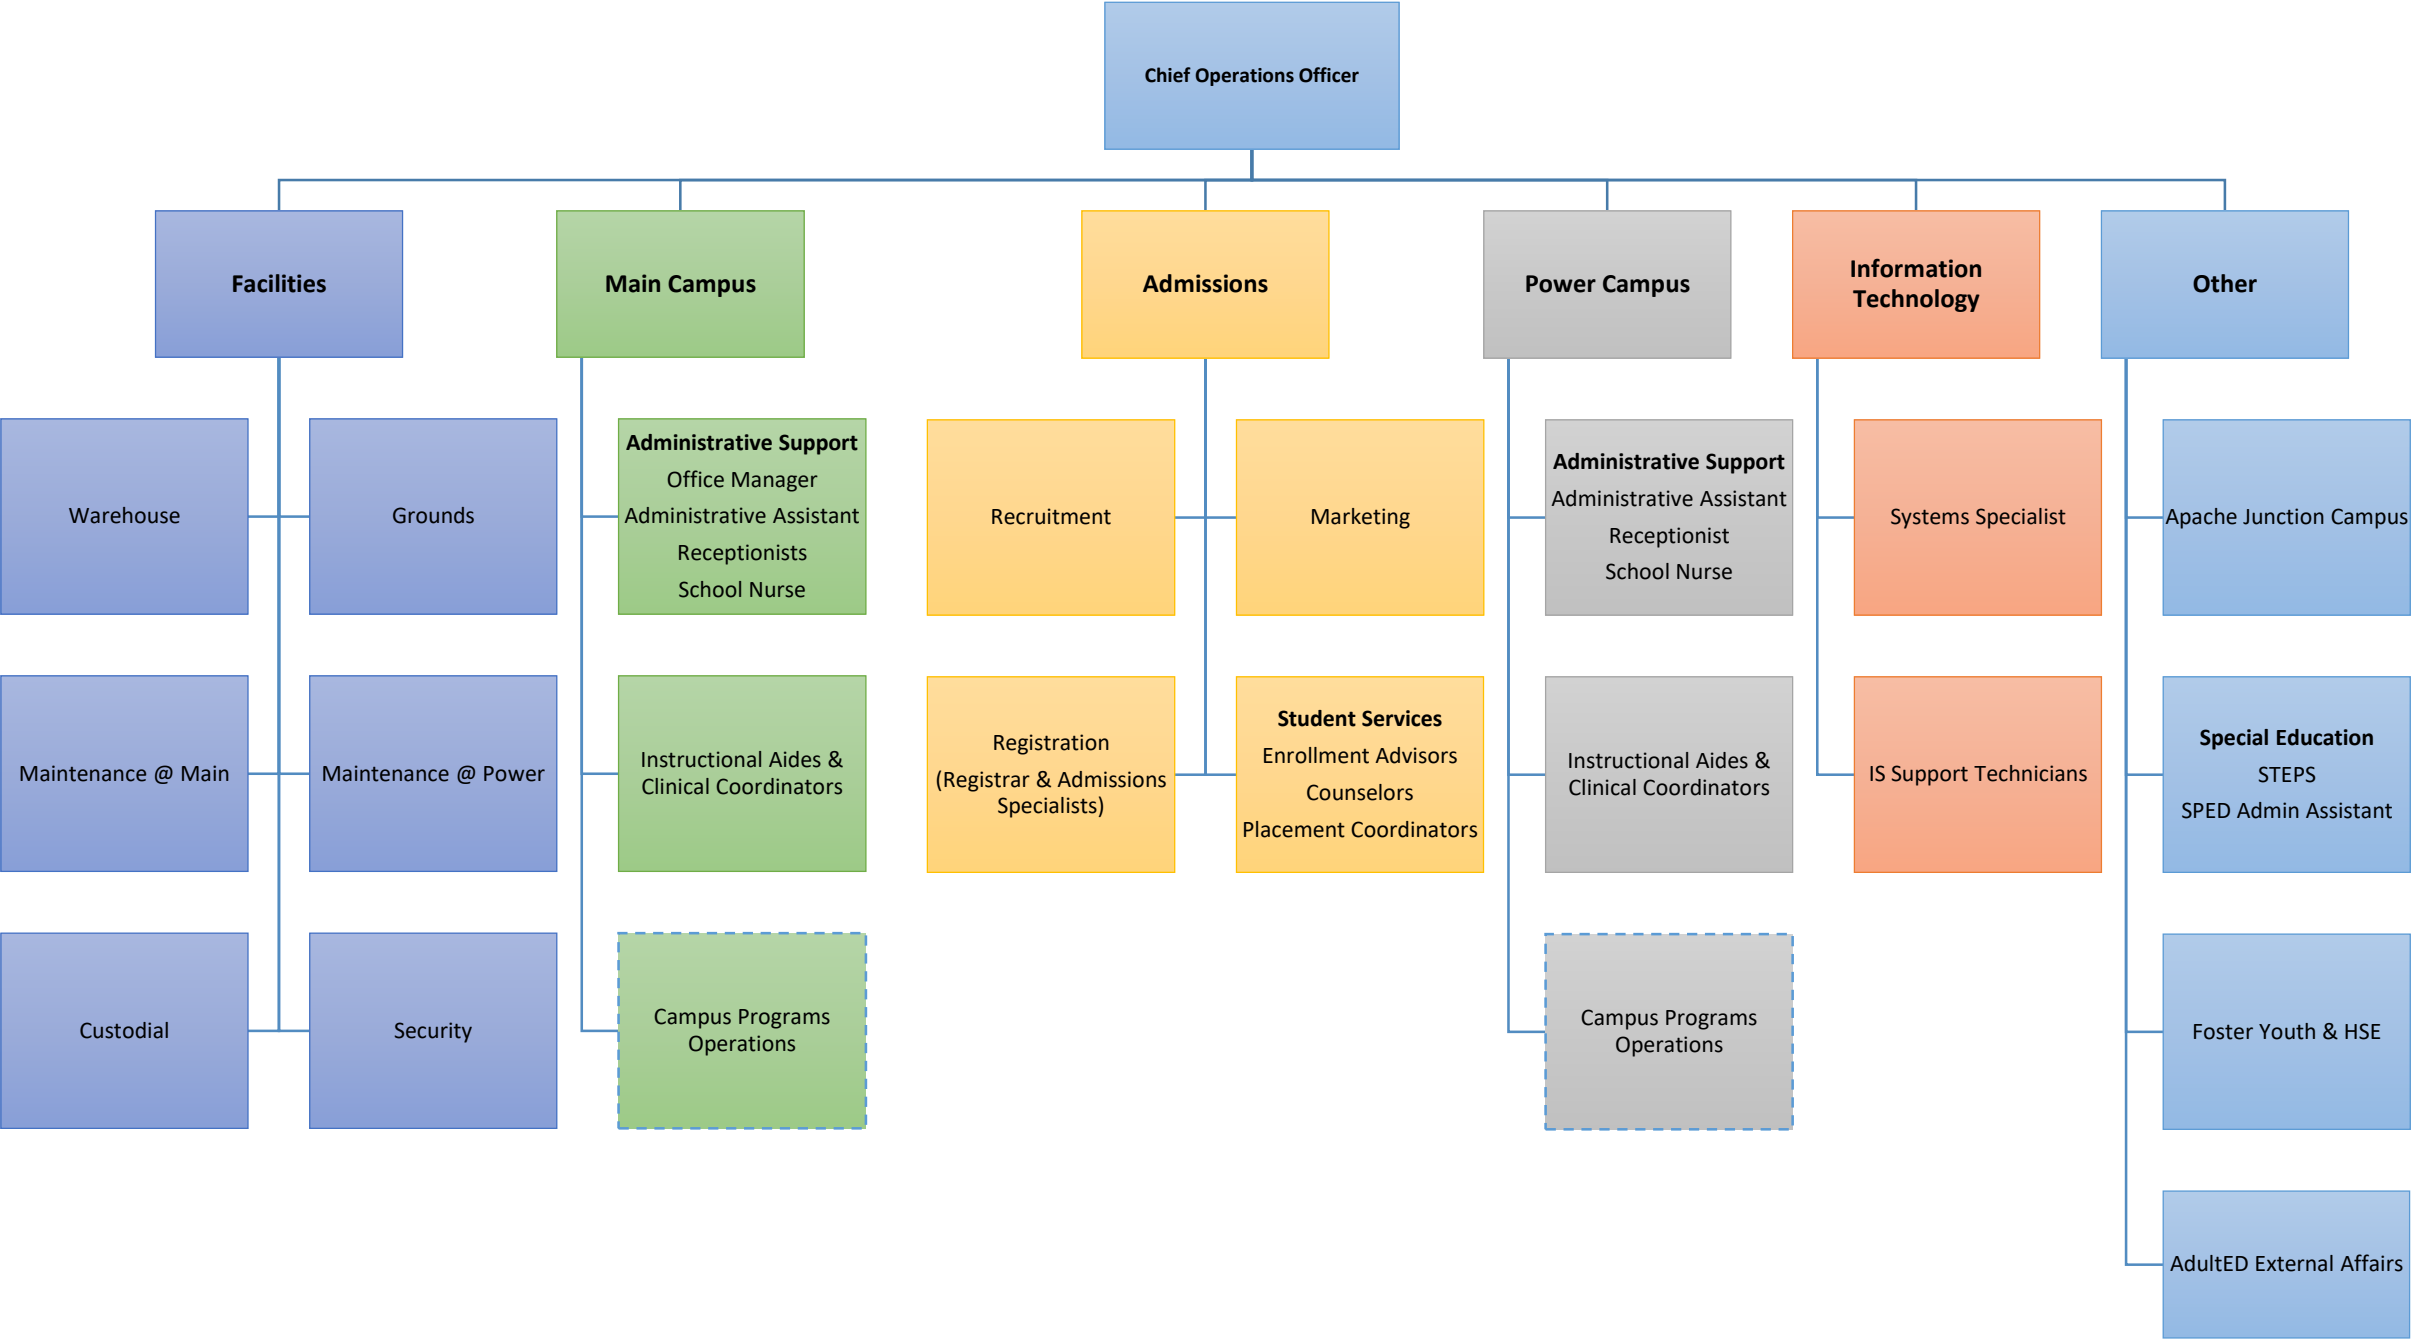 Chief Operations Officer
Facilities
Main Campus
Admissions
Power Campus
Information
Technology
Other
Warehouse
Grounds
Maintenance @ Main
Maintenance @ Power
Custodial
Security
Administrative Support
Office Manager
Administrative Assistant
Receptionists
School Nurse
Instructional Aides &
Clinical Coordinators
Campus Programs
Operations
Recruitment
Marketing
Registration
(Registrar & Admissions
Specialists)
Student Services
Enrollment Advisors
Counselors
Placement Coordinators
Administrative Support
Administrative Assistant
Receptionist
School Nurse
Instructional Aides &
Clinical Coordinators
Campus Programs
Operations
Systems Specialist
IS Support Technicians
Apache Junction Campus
Special Education
STEPS
SPED Admin Assistant
Foster Youth & HSE
AdultED External Affairs